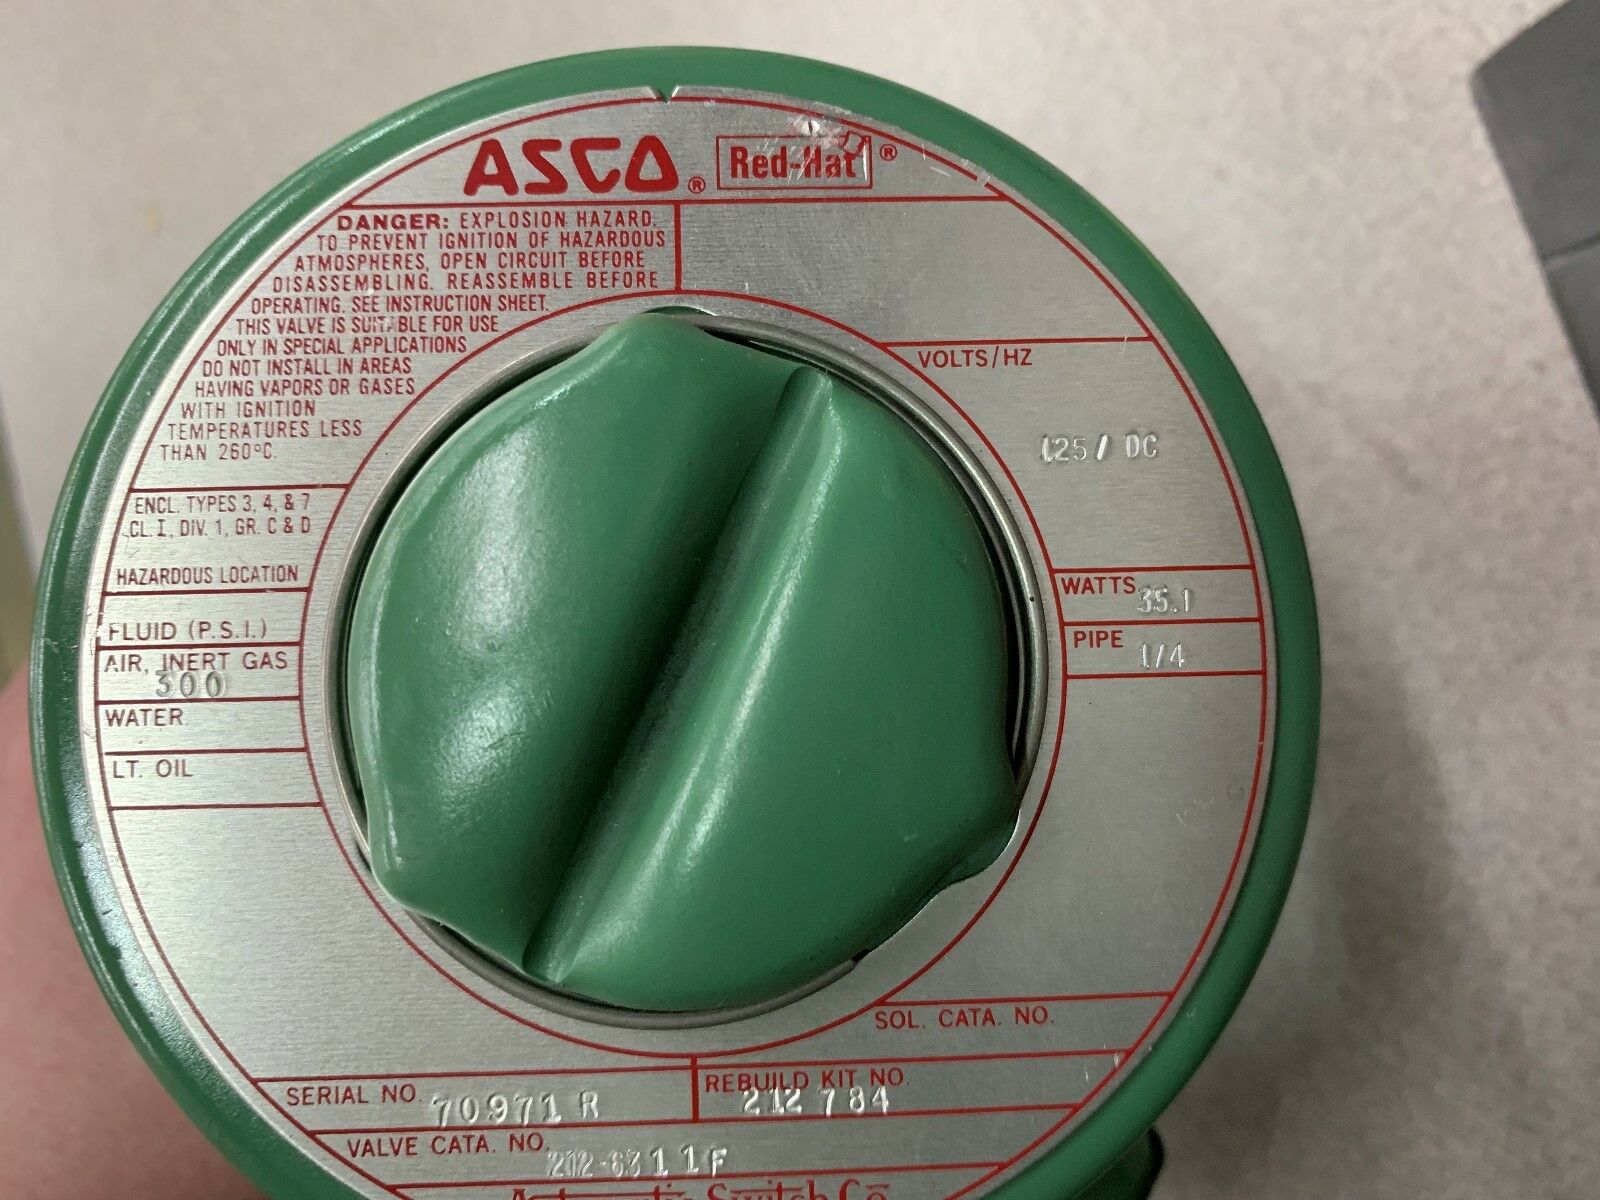 ASCO® Red-Hat®
DANGER: EXPLOSION HAZARD.
TO PREVENT IGNITION OF HAZARDOUS
ATMOSPHERES, OPEN CIRCUIT BEFORE
DISASSEMBLING. REASSEMBLE BEFORE
OPERATING. SEE INSTRUCTION SHEET.
THIS VALVE IS SUITABLE FOR USE
ONLY IN SPECIAL APPLICATIONS
DO NOT INSTALL IN AREAS
HAVING VAPORS OR GASES
WITH IGNITION
TEMPERATURES LESS
THAN 260°C.
ENCL. TYPES 3, 4, & 7
CL. I, DIV. 1, GR. C & D
HAZARDOUS LOCATION
FLUID (P.S.I.)
AIR, INERT GAS
300
WATER
LT. OIL
VOLTS/HZ
125/ DC
WATTS 35.1
PIPE 1/4
SOL. CATA. NO.
SERIAL NO. 70971 R
REBUILD KIT NO.
212 784
VALVE CATA. NO.
Automatic Switch Co.